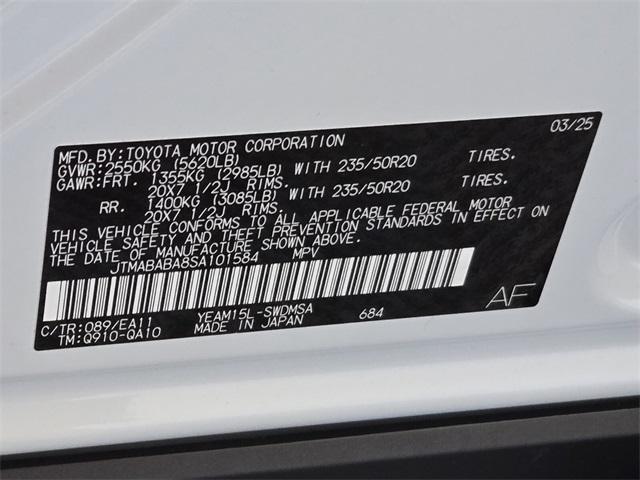 MFD.BY:TOYOTA MOTOR CORPORATION 03/25
GVWR:2550KG (5620LB)
GAWR:FRT. 1355KG (2985LB) WITH 235/50R20 TIRES.
20X7 1/2J RIMS.
RR. 1400KG (3085LB) WITH 235/50R20 TIRES.
20X7 1/2J RIMS.
THIS VEHICLE CONFORMS TO ALL APPLICABLE FEDERAL MOTOR
VEHICLE SAFETY AND THEFT PREVENTION STANDARDS IN EFFECT ON
THE DATE OF MANUFACTURE SHOWN ABOVE.
JTMABABA8SA101584 MPV
C/TR:089/EA11 YEAM15L-SWDMSA 684 AF
TM:Q910-QA10 MADE IN JAPAN